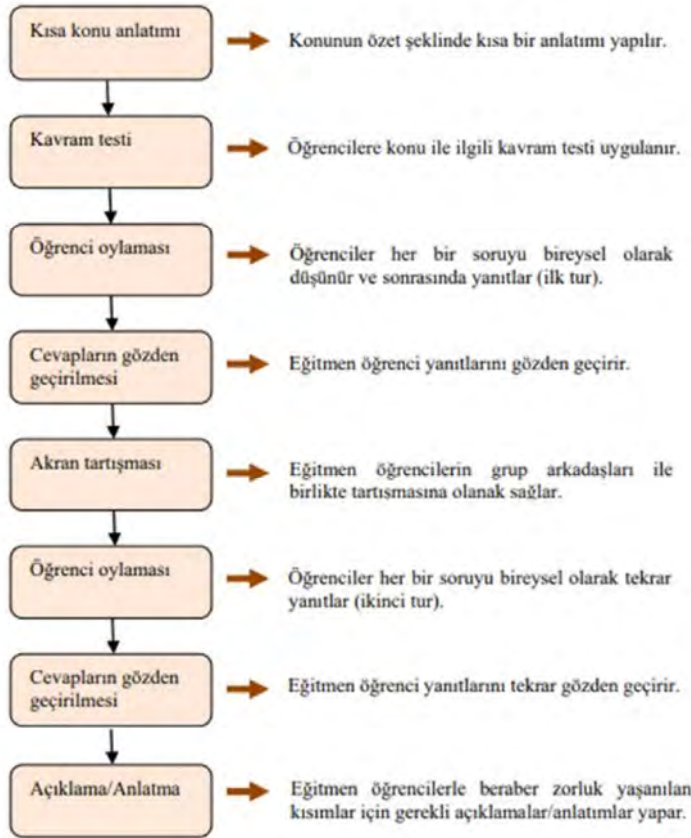 Kısa konu anlatımı
Konunun özet şeklinde kısa bir anlatımı yapılır.
Kavram testi
Öğrencilere konu ile ilgili kavram testi uygulanır.
Öğrenci oylaması
Öğrenciler her bir soruyu bireysel olarak
düşünür ve sonrasında yanıtlar (ilk tur).
Cevapların gözden
geçirilmesi
Eğitmen öğrenci yanıtlarını gözden geçirir.
Akran tartışması
Eğitmen öğrencilerin grup arkadaşları ile
birlikte tartışmasına olanak sağlar.
Öğrenci oylaması
Öğrenciler her bir soruyu bireysel olarak tekrar
yanıtlar (ikinci tur).
Cevapların gözden
geçirilmesi
Eğitmen öğrenci yanıtlarını tekrar gözden geçirir.
Açıklama/Anlatma
Eğitmen öğrencilerle beraber zorluk yaşanılan
kısımlar için gerekli açıklamalar/anlatımlar yapar.